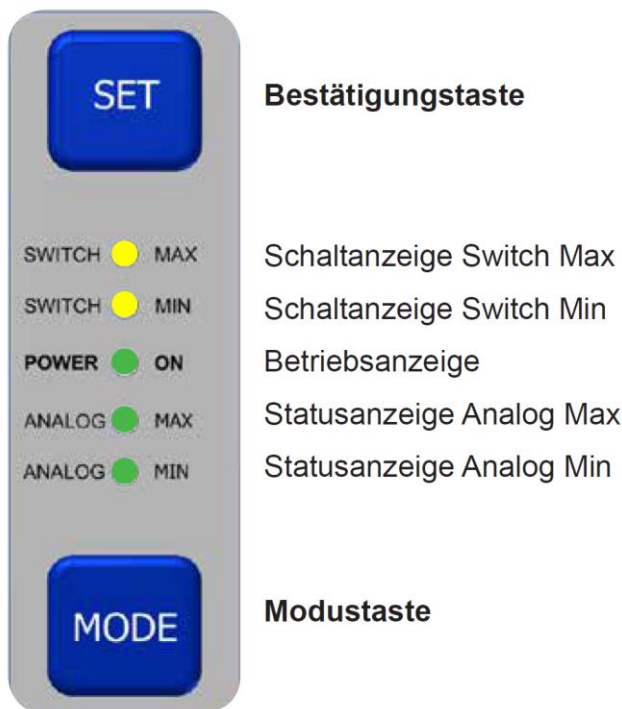 SET Bestätigungstaste
SWITCH MAX Schaltanzeige Switch Max
SWITCH MIN Schaltanzeige Switch Min
POWER ON Betriebsanzeige
ANALOG MAX Statusanzeige Analog Max
ANALOG MIN Statusanzeige Analog Min
MODE Modustaste